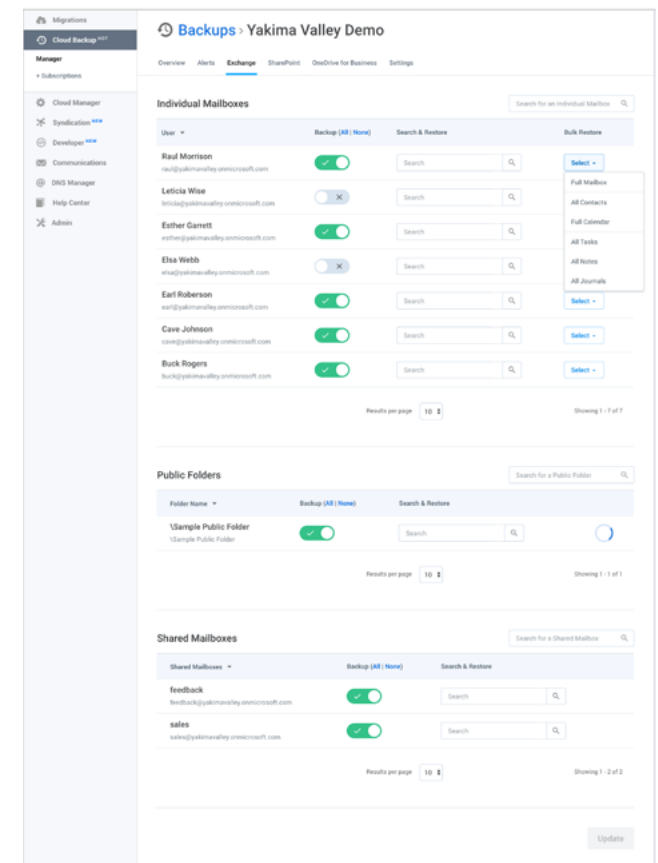 Migrations
Cloud Backup HOT
Manager
+ Subscriptions
Cloud Manager
Syndication NEW
Developer NEW
Communications
DNS Manager
Help Center
Admin
Backups › Yakima Valley Demo
Overview Alerts Exchange SharePoint OneDrive for Business Settings
Individual Mailboxes
Search for an Individual Mailbox
User Backup (All | None) Search & Restore Bulk Restore
Raul Morrison
raul@yakimavalley.onmicrosoft.com
Search
Select
Full Mailbox
All Contacts
Full Calendar
All Tasks
All Notes
All Journals
Leticia Wise
leticia@yakimavalley.onmicrosoft.com
Search
Esther Garrett
esther@yakimavalley.onmicrosoft.com
Search
Elsa Webb
elsa@yakimavalley.onmicrosoft.com
Search
Earl Roberson
earl@yakimavalley.onmicrosoft.com
Search
Select
Cave Johnson
cave@yakimavalley.onmicrosoft.com
Search
Select
Buck Rogers
buck@yakimavalley.onmicrosoft.com
Search
Select
Results per page 10 Showing 1 - 7 of 7
Public Folders
Search for a Public Folder
Folder Name Backup (All | None) Search & Restore
\Sample Public Folder
\Sample Public Folder
Search
Results per page 10 Showing 1 - 1 of 1
Shared Mailboxes
Search for a Shared Mailbox
Shared Mailboxes Backup (All | None) Search & Restore
feedback
feedback@yakimavalley.onmicrosoft.com
Search
sales
sales@yakimavalley.onmicrosoft.com
Search
Results per page 10 Showing 1 - 2 of 2
Update